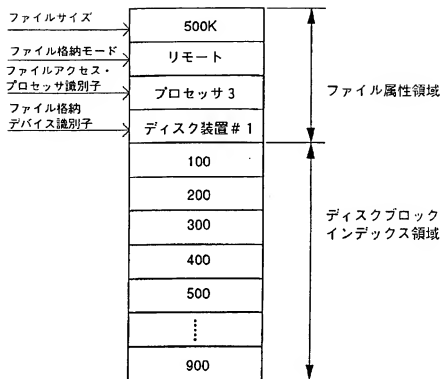 ファイルサイズ
500K
ファイル格納モード
リモート
ファイルアクセス・
プロセッサ識別子
プロセッサ3
ファイル格納
デバイス識別子
ディスク装置#1
ファイル属性領域
100
200
300
400
500
900
ディスクブロック
インデックス領域